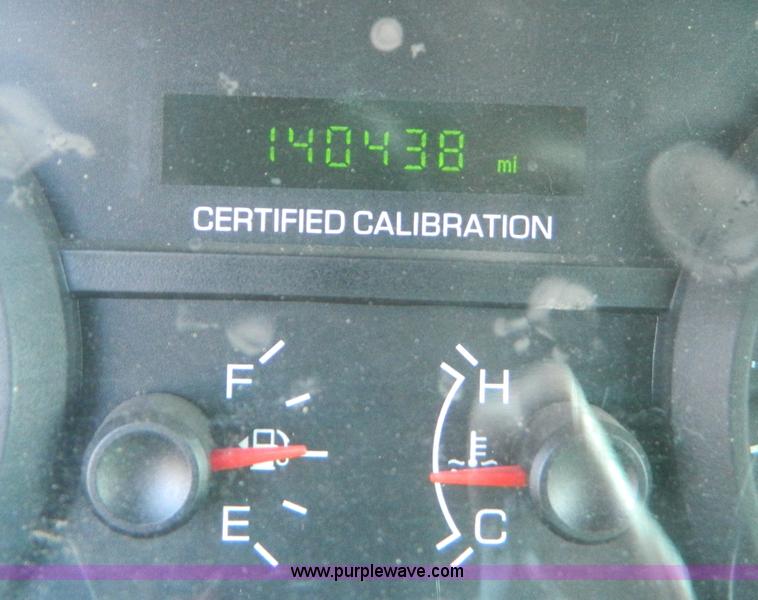 140438 mi
CERTIFIED CALIBRATION
F H
E C
www.purplewave.com